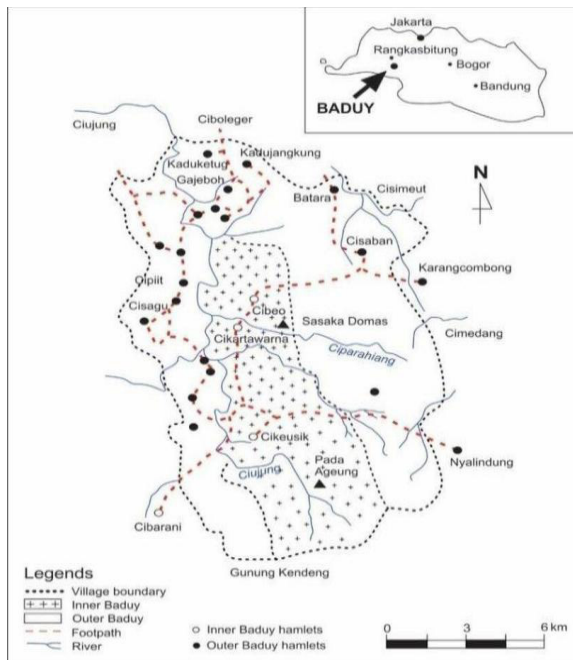 Jakarta
Rangkasbitung
Bogor
Bandung
BADUY
Ciujung
Ciboleger
Kaduketug
Kadujangkung
Gajeboh
N
Batara
Cisimeut
Cisaban
Karangcombong
Cipiit
Cisagu
Cibeo
Sasaka Domas
Cimedang
Cikartawarna
Ciparahiang
Cikeusik
Nyalindung
Pada
Ageung
Ciujung
Cibarani
Gunung Kendeng
Legends
Village boundary
Inner Baduy
Outer Baduy
Footpath
River
Inner Baduy hamlets
Outer Baduy hamlets
0 3 6 km